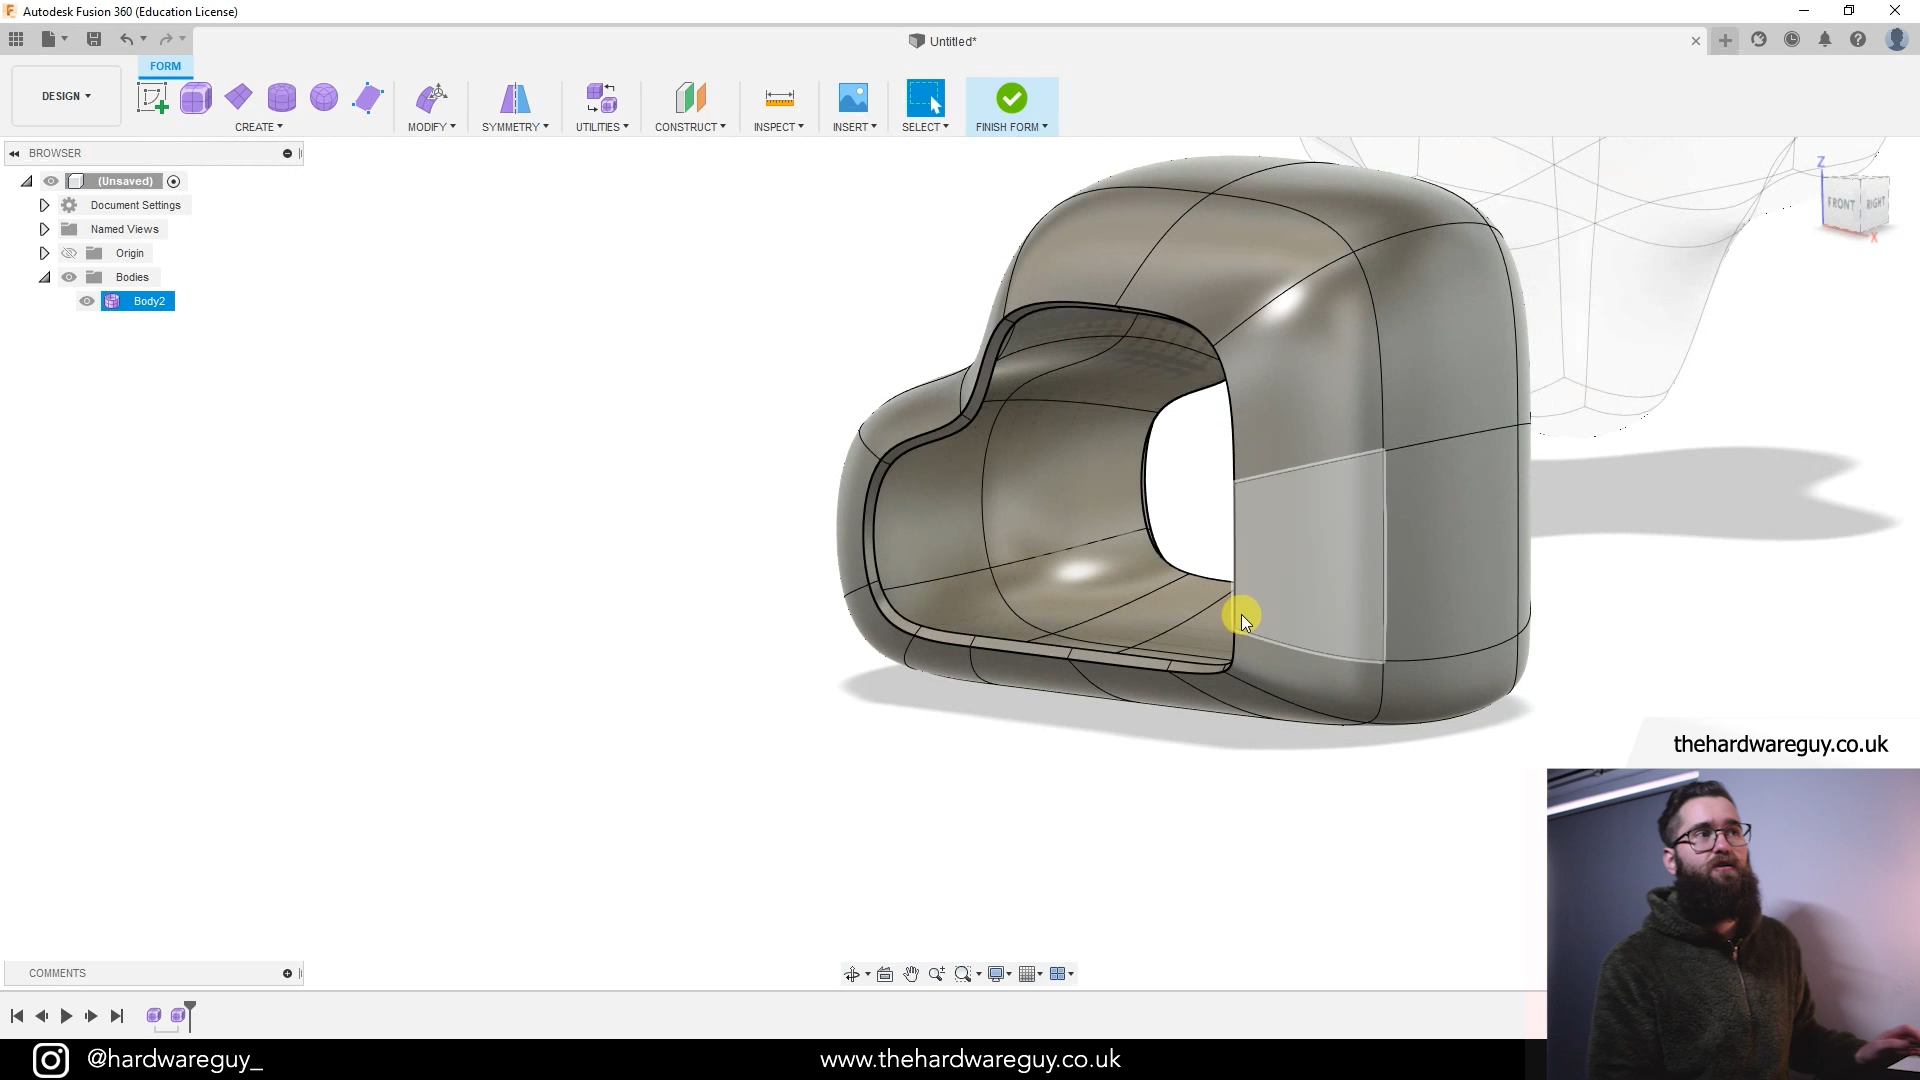 Autodesk Fusion 360 (Education License)
Untitled*
FORM
DESIGN
CREATE
MODIFY
SYMMETRY
UTILITIES
CONSTRUCT
INSPECT
INSERT
SELECT
FINISH FORM
BROWSER
(Unsaved)
Document Settings
Named Views
Origin
Bodies
Body2
Z
FRONT
RIGHT
X
thehardwareguy.co.uk
COMMENTS
@hardwareguy_
www.thehardwareguy.co.uk